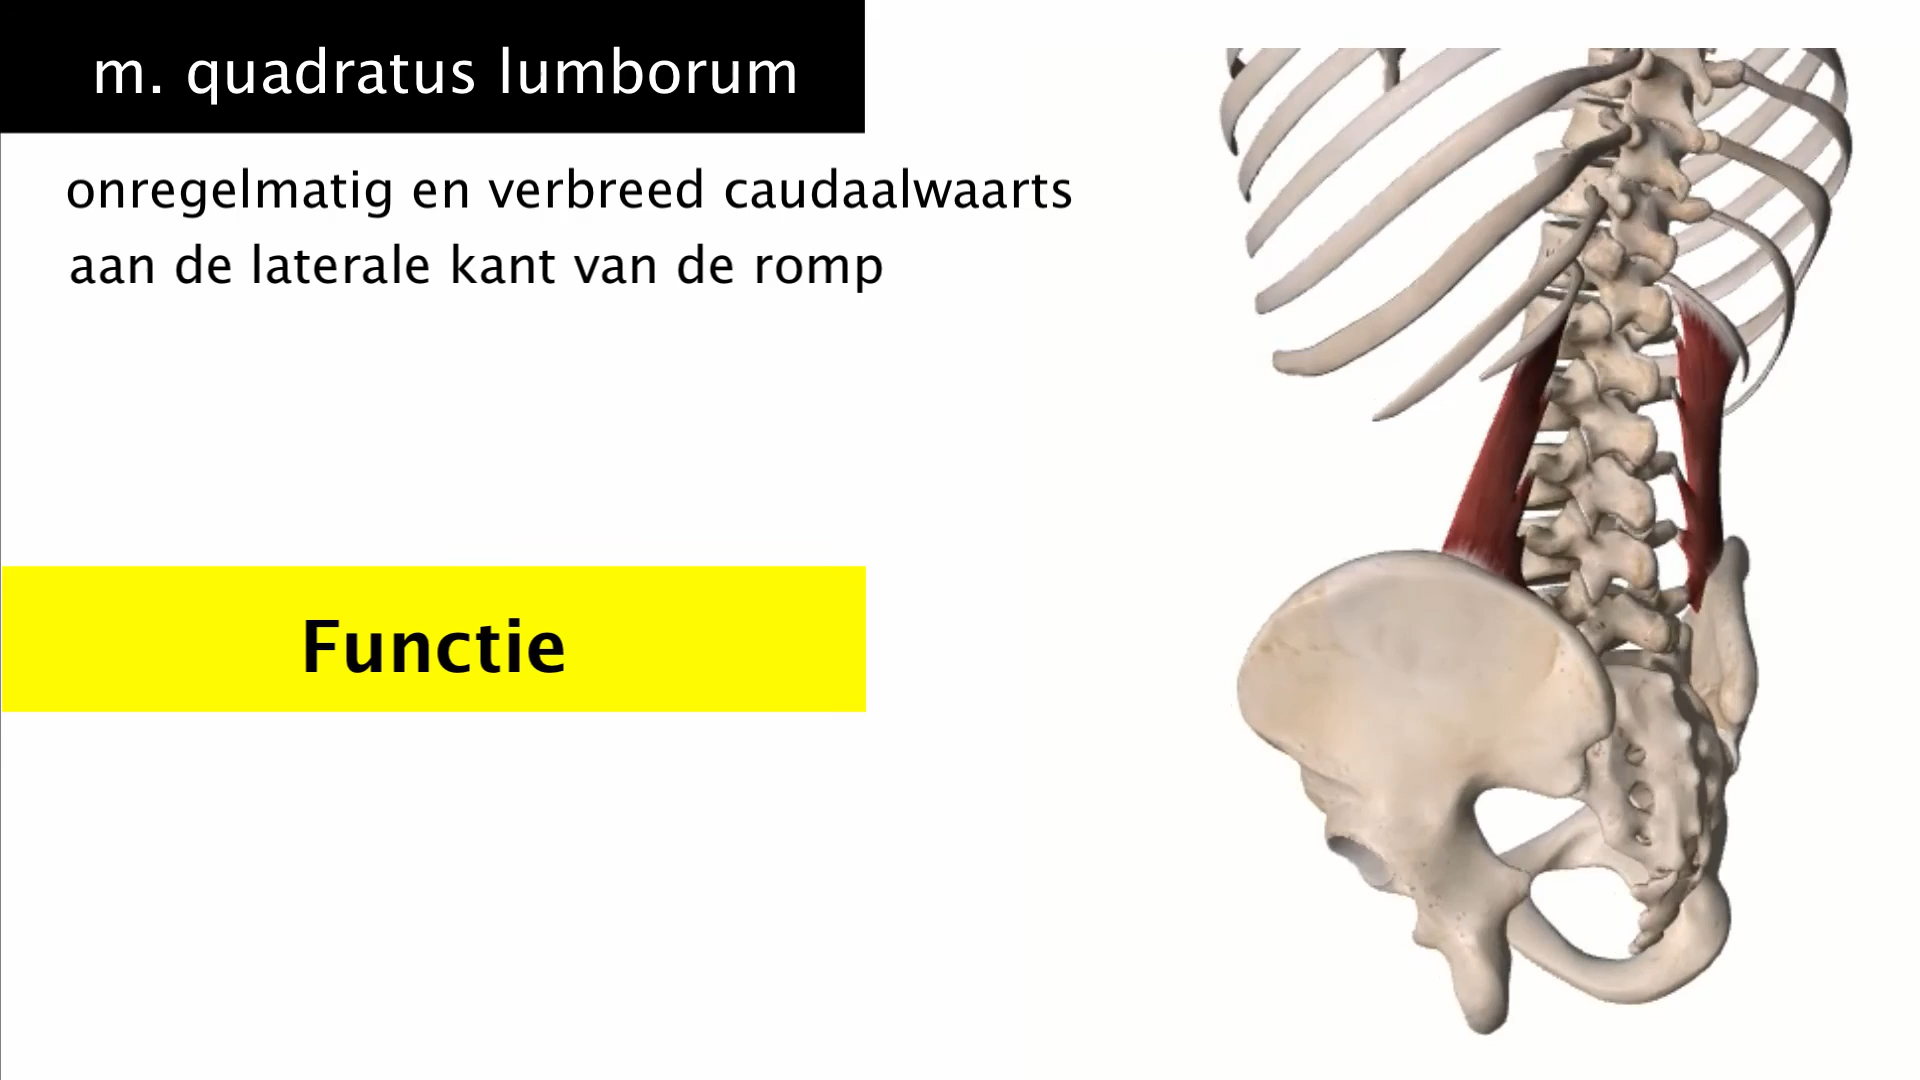 m. quadratus lumborum
onregelmatig en verbreed caudaalwaarts
aan de laterale kant van de romp
Functie